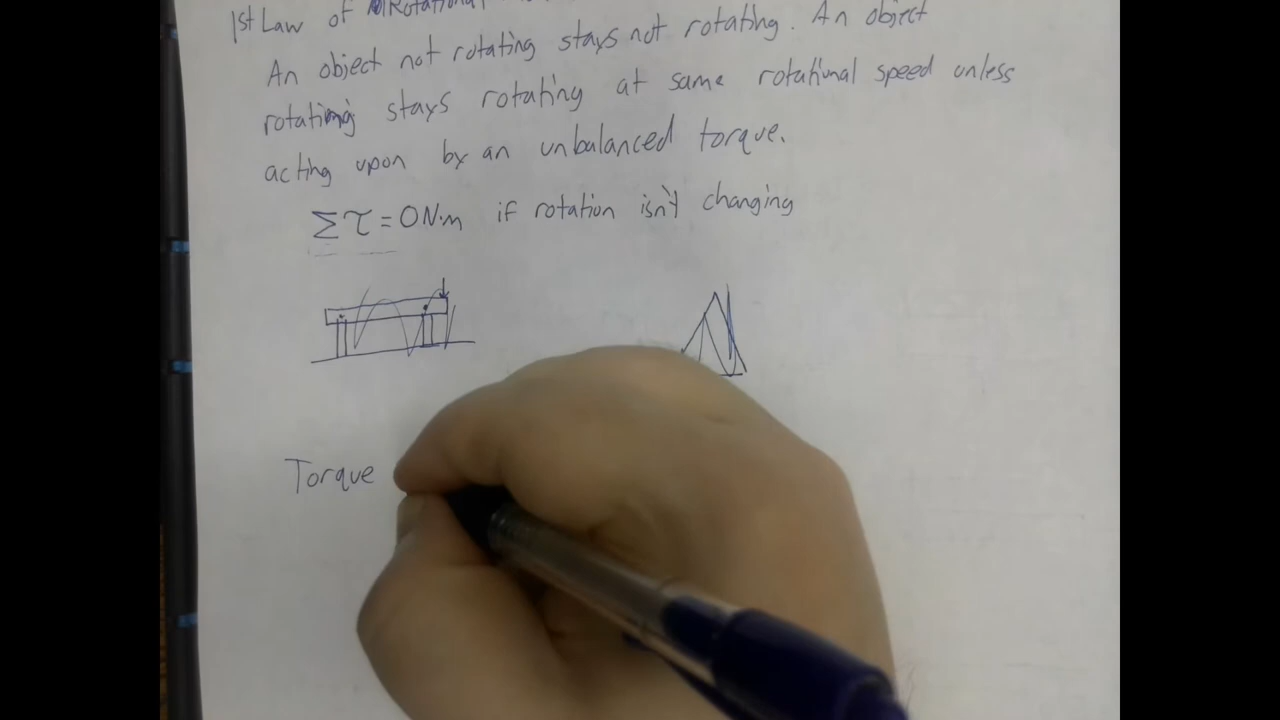 1st Law of Rotational
An object not rotating stays not rotating. An object
rotating stays rotating at same rotational speed unless
acting upon by an unbalanced torque.
Στ = 0 N·m if rotation isn't changing
Torque